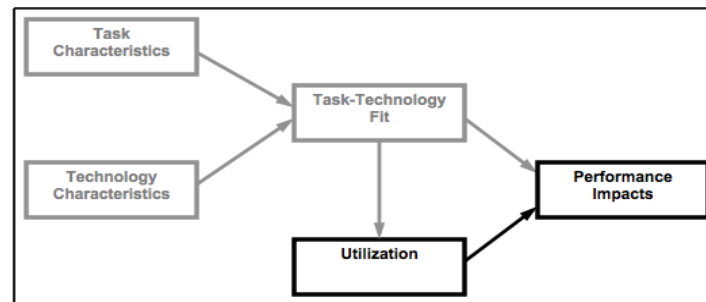 Task
Characteristics
Task-Technology
Fit
Technology
Characteristics
Performance
Impacts
Utilization